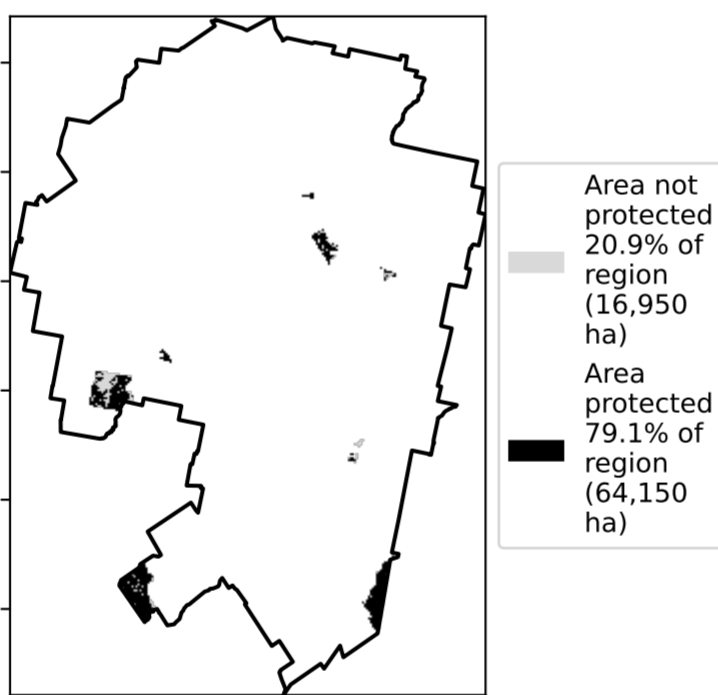 Area not
protected
20.9% of
region
(16,950
ha)
Area
protected
79.1% of
region
(64,150
ha)